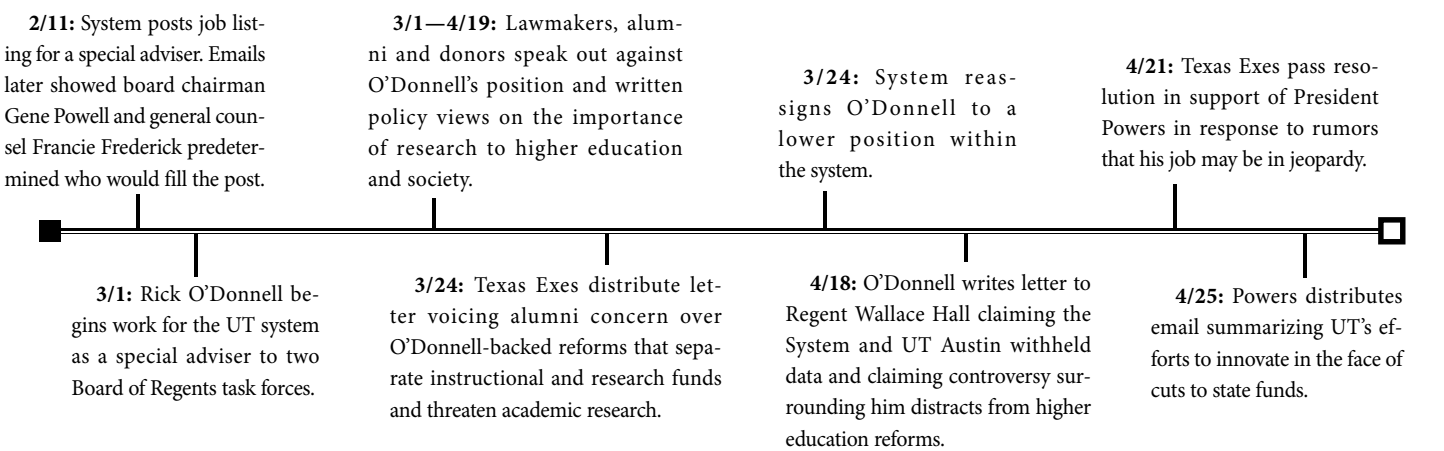 2/11: System posts job list-
ing for a special adviser. Emails
later showed board chairman
Gene Powell and general coun-
sel Francie Frederick predeter-
mined who would fill the post.
3/1: Rick O'Donnell be-
gins work for the UT system
as a special adviser to two
Board of Regents task forces.
3/1—4/19: Lawmakers, alum-
ni and donors speak out against
O'Donnell's position and written
policy views on the importance
of research to higher education
and society.
3/24: Texas Exes distribute let-
ter voicing alumni concern over
O'Donnell-backed reforms that sepa-
rate instructional and research funds
and threaten academic research.
3/24: System reas-
signs O'Donnell to a
lower position within
the system.
4/18: O'Donnell writes letter to
Regent Wallace Hall claiming the
System and UT Austin withheld
data and claiming controversy sur-
rounding him distracts from higher
education reforms.
4/21: Texas Exes pass reso-
lution in support of President
Powers in response to rumors
that his job may be in jeopardy.
4/25: Powers distributes
email summarizing UT's ef-
forts to innovate in the face of
cuts to state funds.